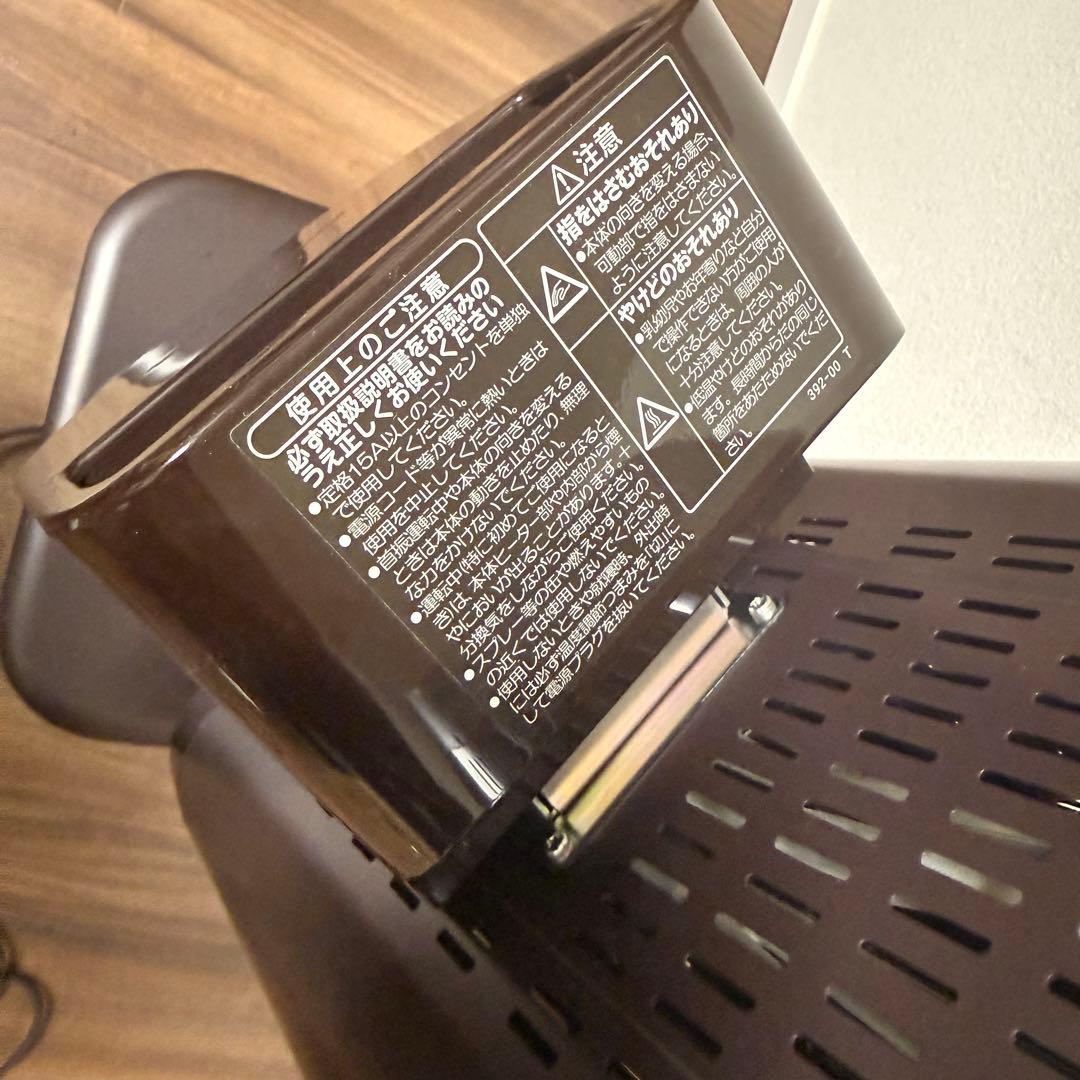 使用上のご注意
必ず取扱説明書をお読みの
うえ正しくお使いください
●定格15A以上のコンセントを単独
で使用してください。
●電源コード等が異常に熱いときは
使用を中止してください。
●首振運転中や本体の向きを変える
ときは本体の動きを止めたり、無理
な力をかけないでください。
●運転中(特に初めてご使用になると
き)は、本体ヒーター部や内部から煙
やにおいが出ることがあります。十
分換気をしながらご使用ください。
●スプレー等の缶や燃えやすいもの
の近くでは使用しないでください。
●使用しないときや就寝時、外出時
には必ず温度調節つまみを「切」に
して電源プラグを抜いてください。
注意
指をはさむおそれあり
●本体の向きを変える場合、
可動部で指をはさまない
ように注意してください。
やけどのおそれあり
●乳幼児やお年寄りなど自分
で操作できない方がご使用
になるときは、周囲の人が
十分注意してください。
●低温やけどのおそれがあり
ます。長時間からだの同じ
箇所をあたためないでくだ
さい。
392-00 T